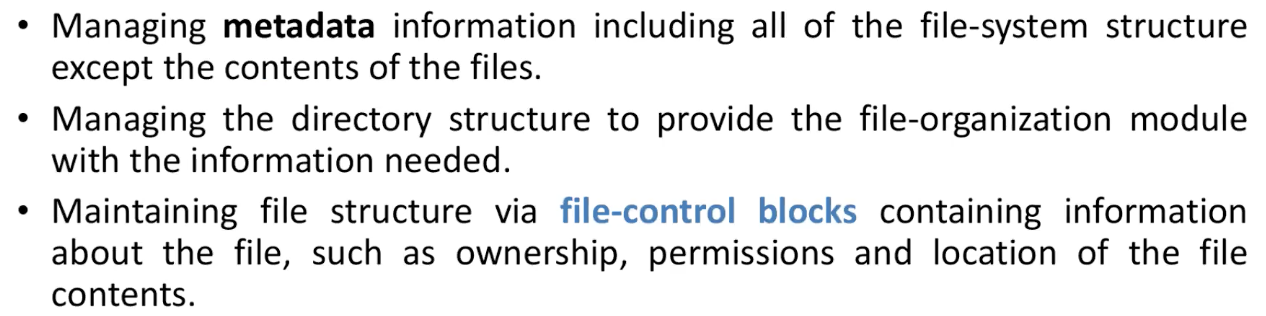 • Managing metadata information including all of the file-system structure
except the contents of the files.
• Managing the directory structure to provide the file-organization module
with the information needed.
• Maintaining file structure via file-control blocks containing information
about the file, such as ownership, permissions and location of the file
contents.